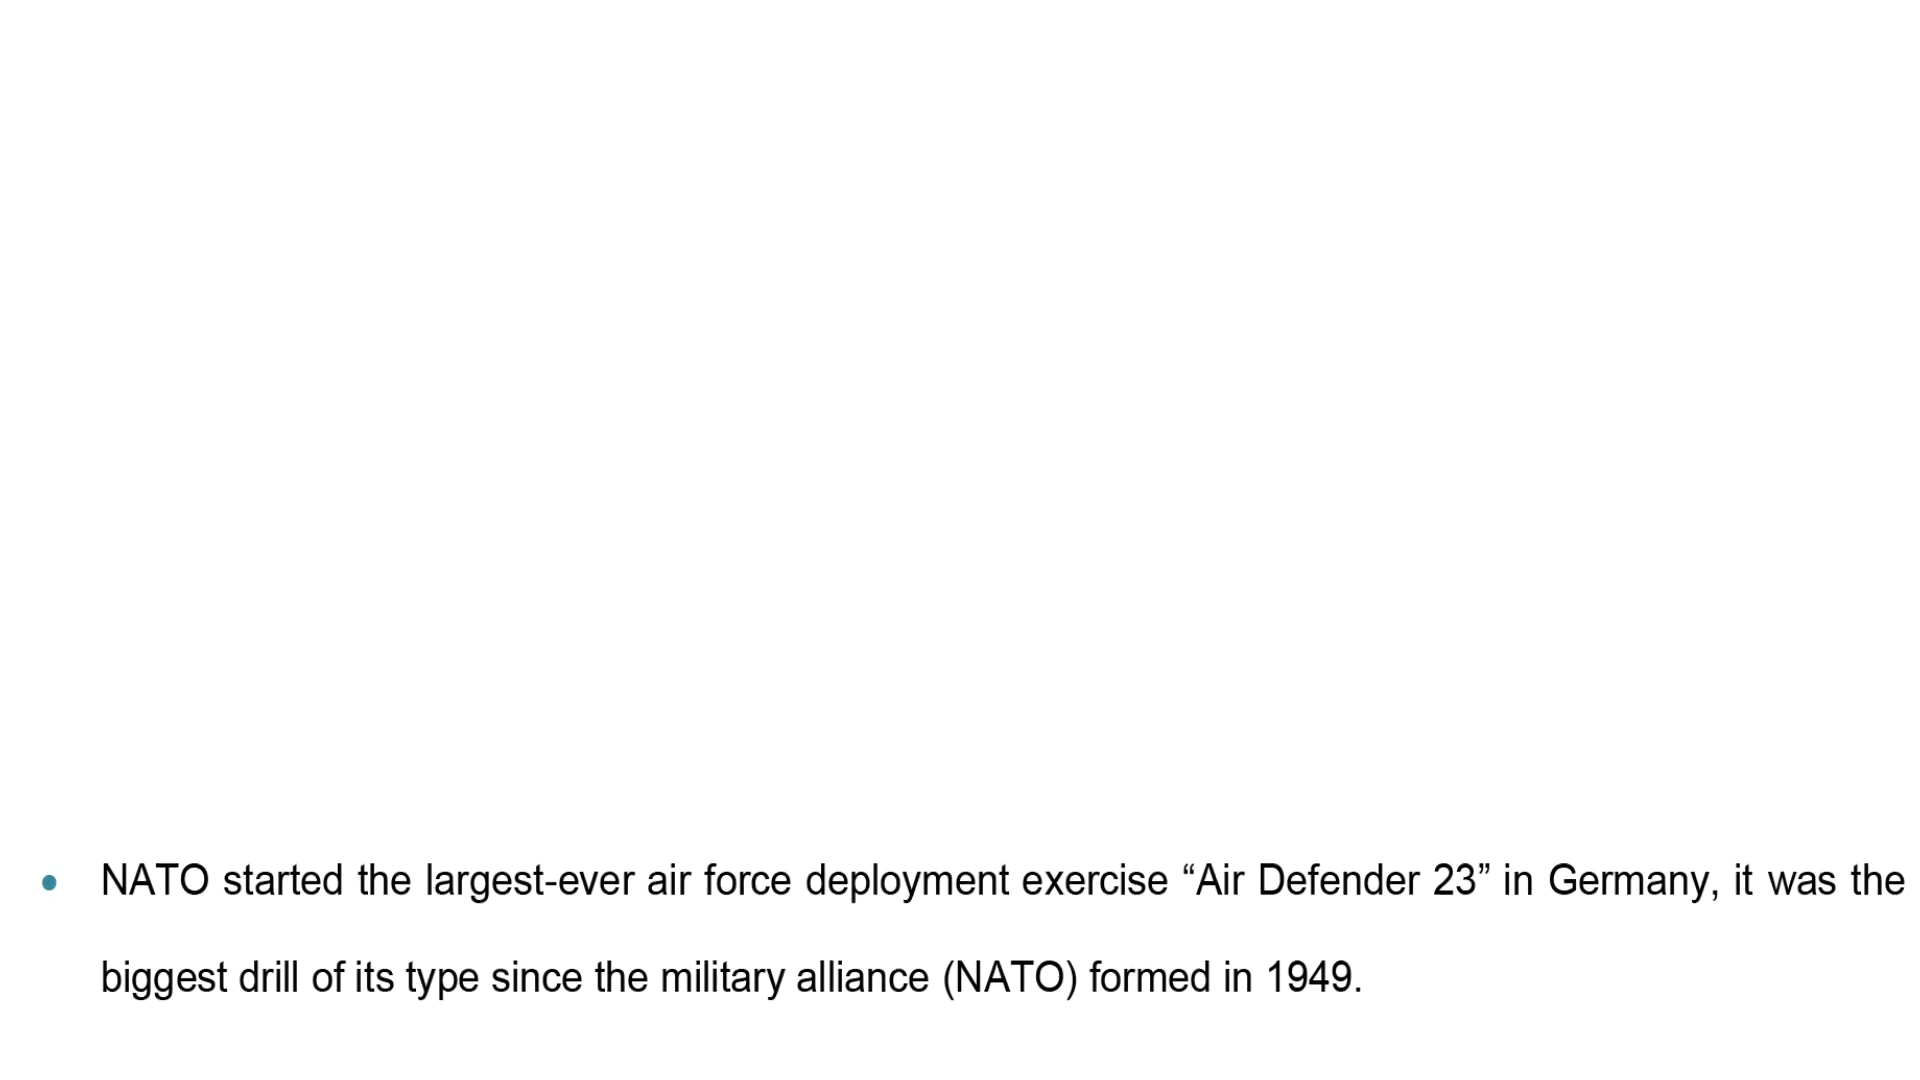 • NATO started the largest-ever air force deployment exercise “Air Defender 23” in Germany, it was the
biggest drill of its type since the military alliance (NATO) formed in 1949.